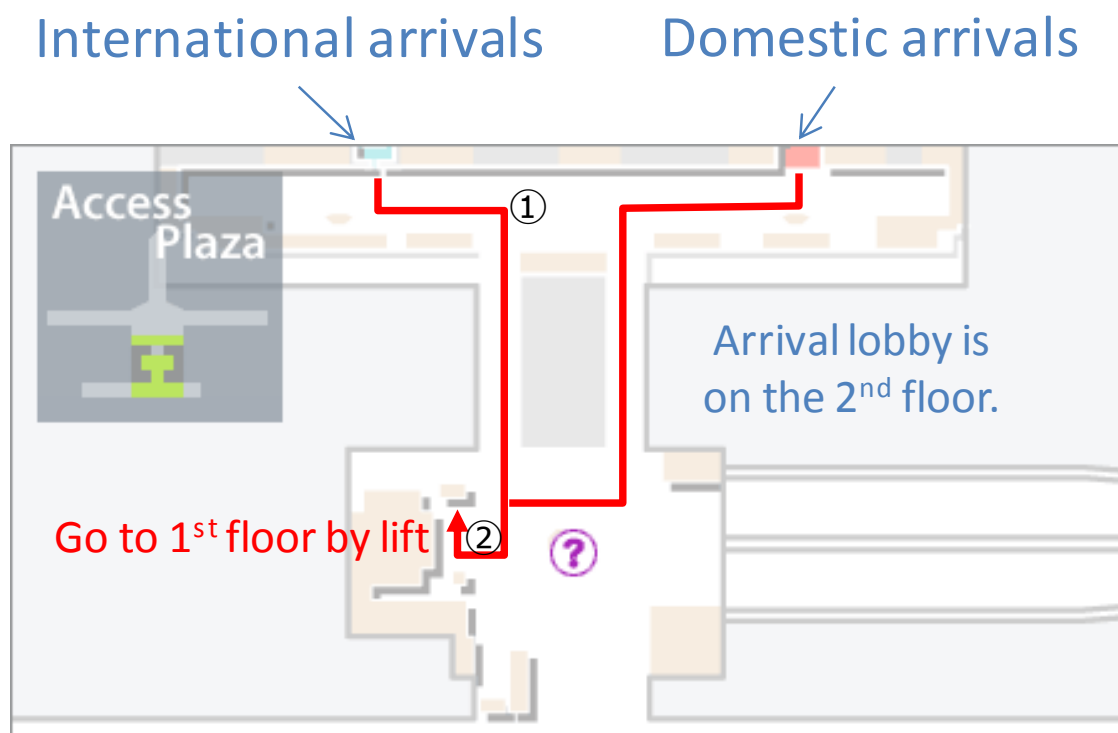 International arrivals
Domestic arrivals
①
Access
Plaza
Arrival lobby is
on the 2nd floor.
Go to 1st floor by lift
②
?